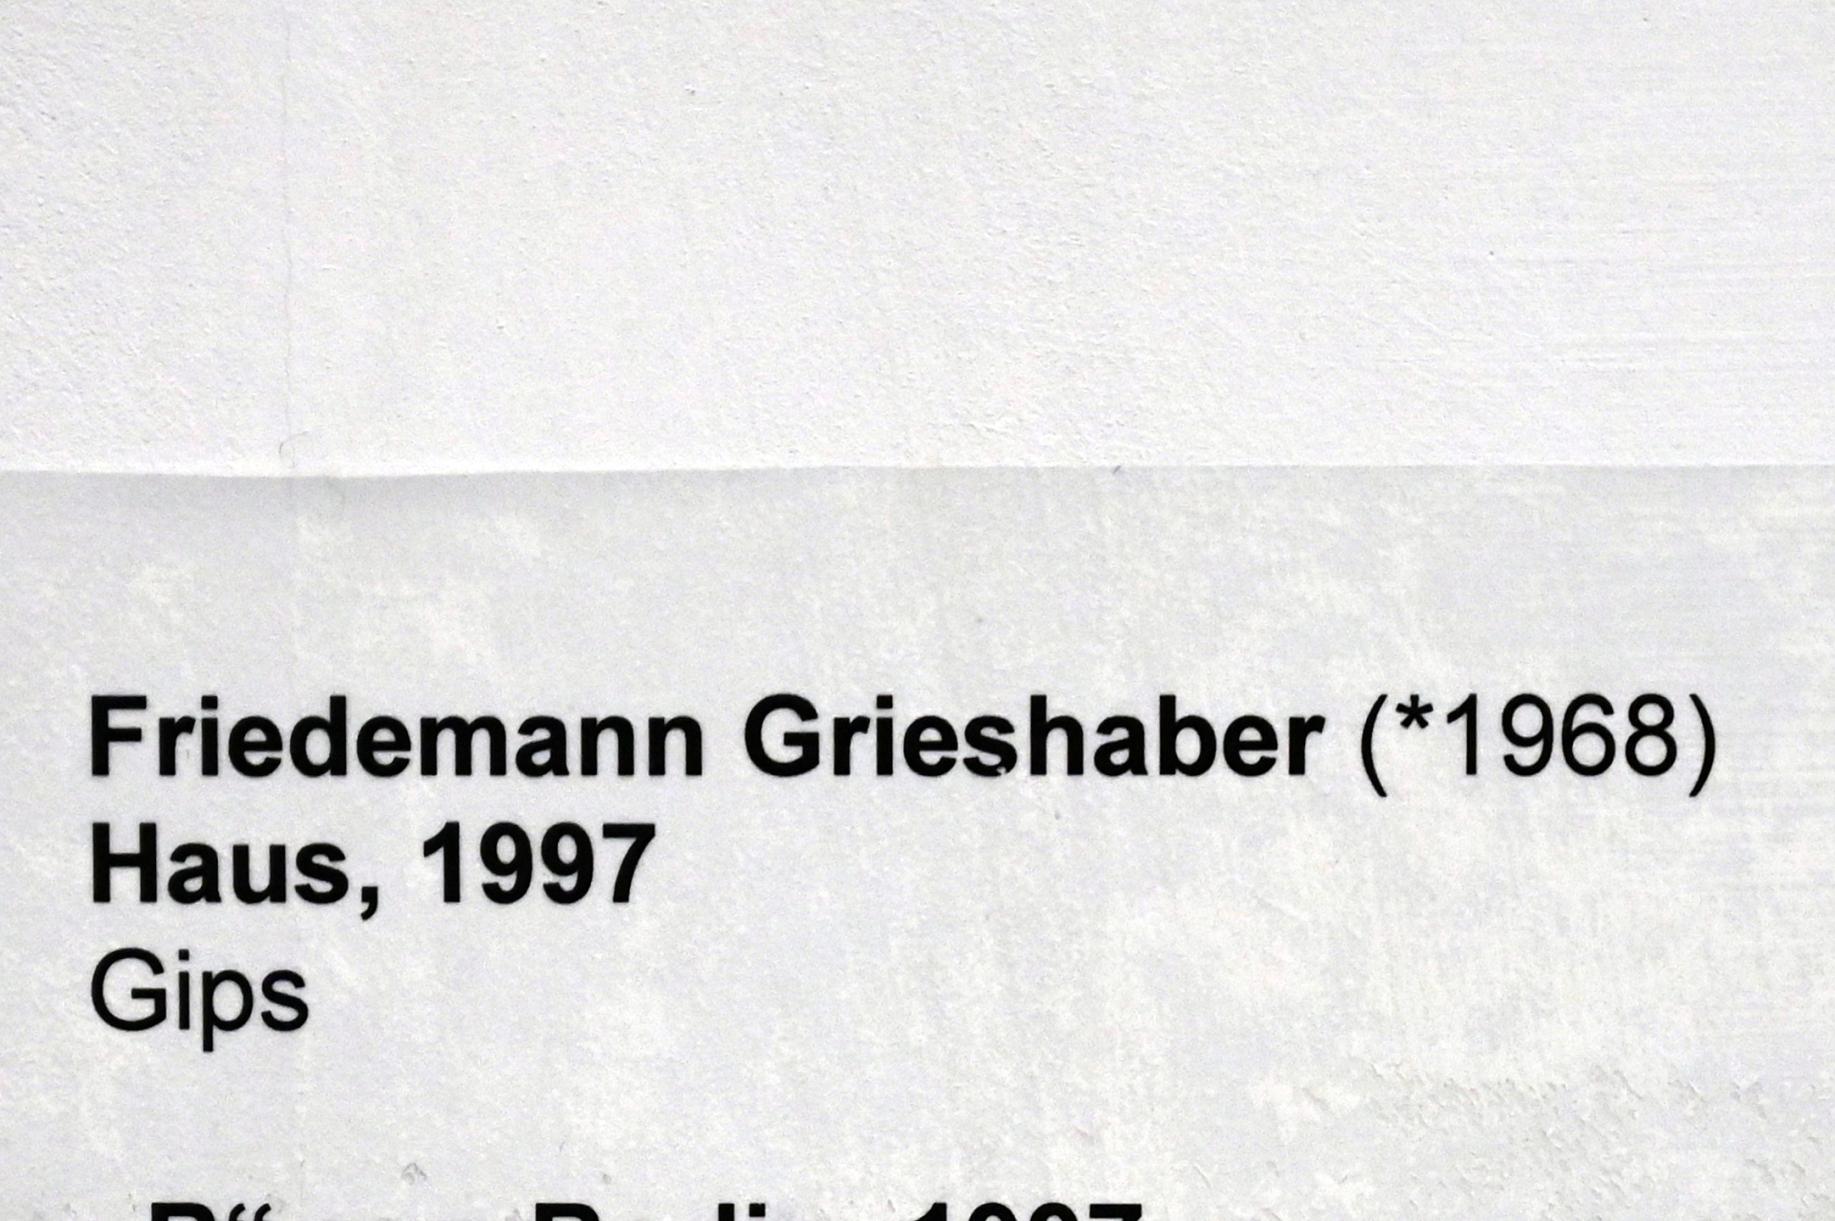 Friedemann Grieshaber (*1968)
Haus, 1997
Gips